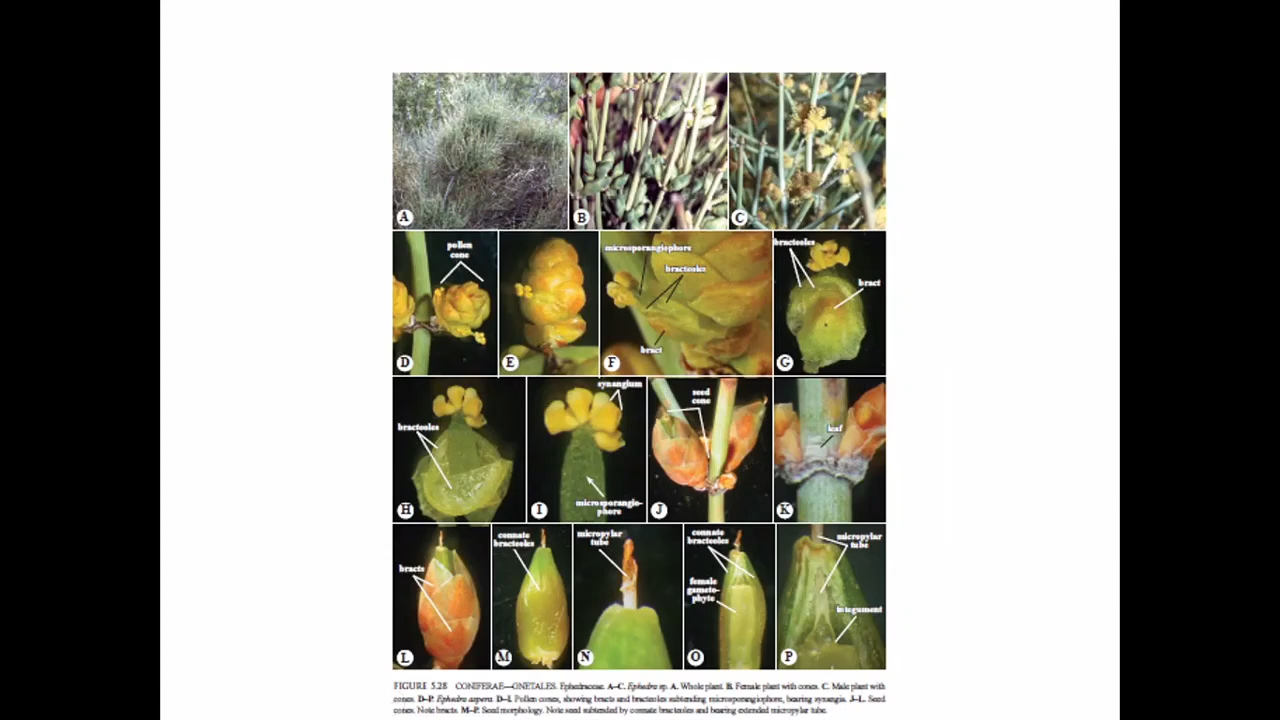 A
B
C
pollen
cone
D
E
microsporangiophore
bracteoles
bract
F
bracteoles
bract
G
bracteoles
H
synangium
microsporangio-
phore
I
seed
cone
J
leaf
K
bracts
L
connate
bracteoles
M
micropylar
tube
N
connate
bracteoles
female
gameto-
phyte
O
micropylar
tube
integument
P
FIGURE 5.28 CONIFERAE—GNETALES. Ephedraceae. A–C. Ephedra sp. A. Whole plant. B. Female plant with cones. C. Male plant with
cones. D–P. Ephedra aspera. D–I. Pollen cones, showing bracts and bracteoles subtending microsporangiophore, bearing synangia. J–L. Seed
cones. Note bracts. M–P. Seed morphology. Note seed subtended by connate bracteoles and bearing extended micropylar tube.